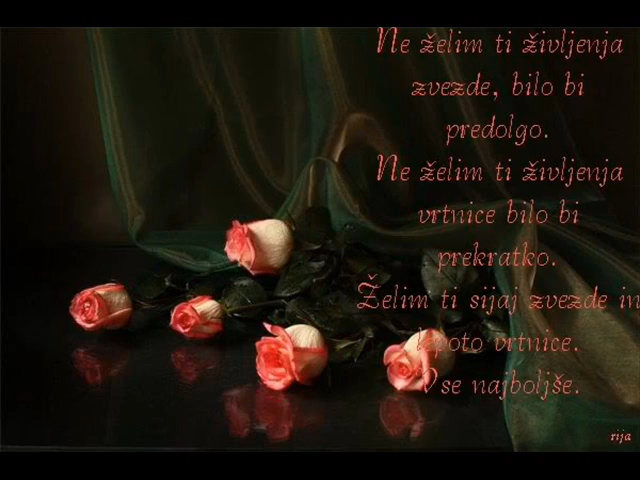 Ne želim ti življenja
zvezde, bilo bi
predolgo.
Ne želim ti življenja
vrtnice bilo bi
prekratko.
Želim ti sijaj zvezde in
lepoto vrtnice.
Vse najboljše.
rija